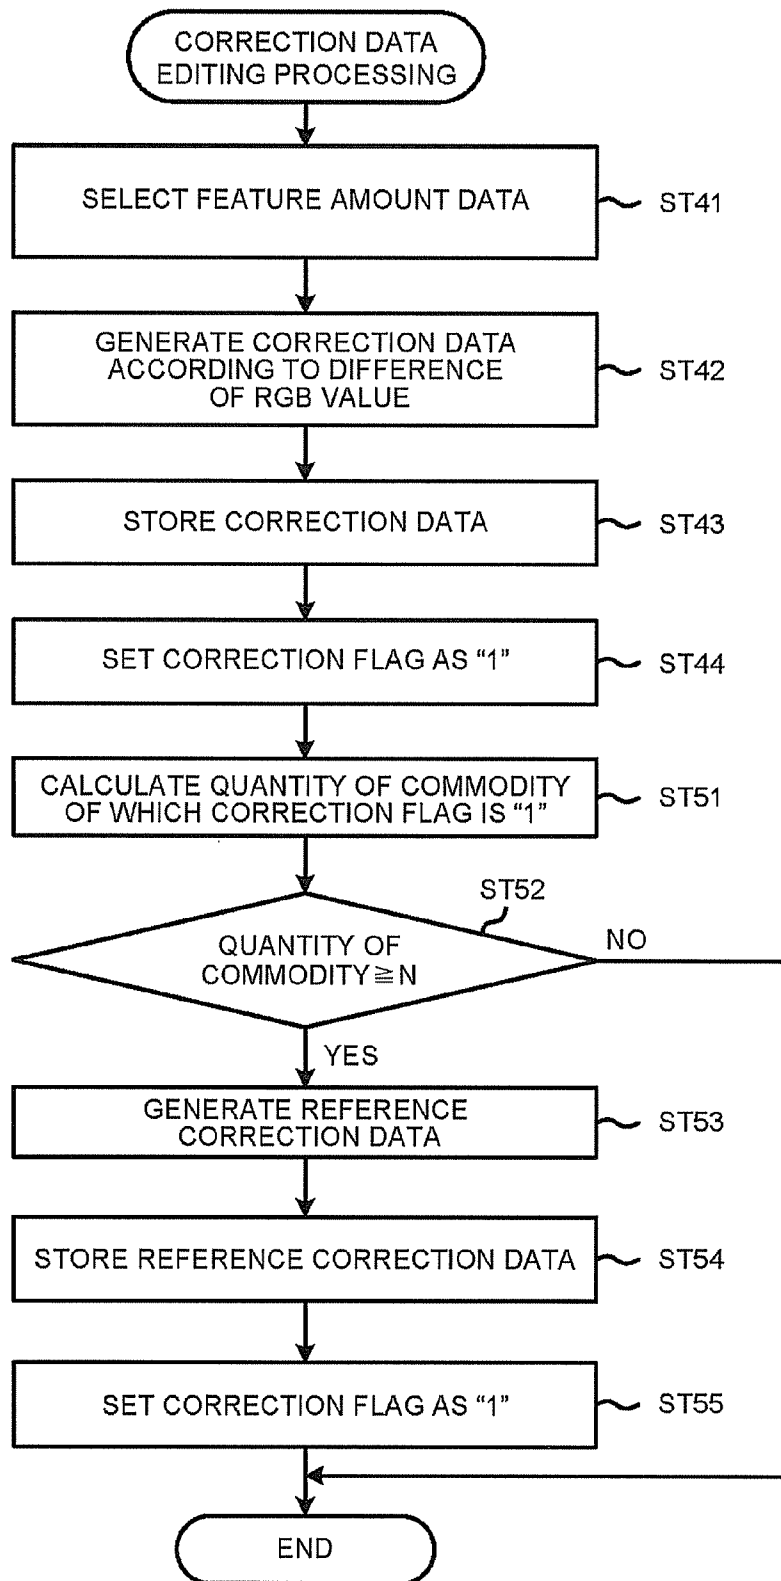 CORRECTION DATA
EDITING PROCESSING
SELECT FEATURE AMOUNT DATA
ST41
GENERATE CORRECTION DATA
ACCORDING TO DIFFERENCE
OF RGB VALUE
ST42
STORE CORRECTION DATA
ST43
SET CORRECTION FLAG AS “1”
ST44
CALCULATE QUANTITY OF COMMODITY
OF WHICH CORRECTION FLAG IS “1”
ST51
ST52
QUANTITY OF
COMMODITY≧N
NO
YES
GENERATE REFERENCE
CORRECTION DATA
ST53
STORE REFERENCE CORRECTION DATA
ST54
SET CORRECTION FLAG AS “1”
ST55
END